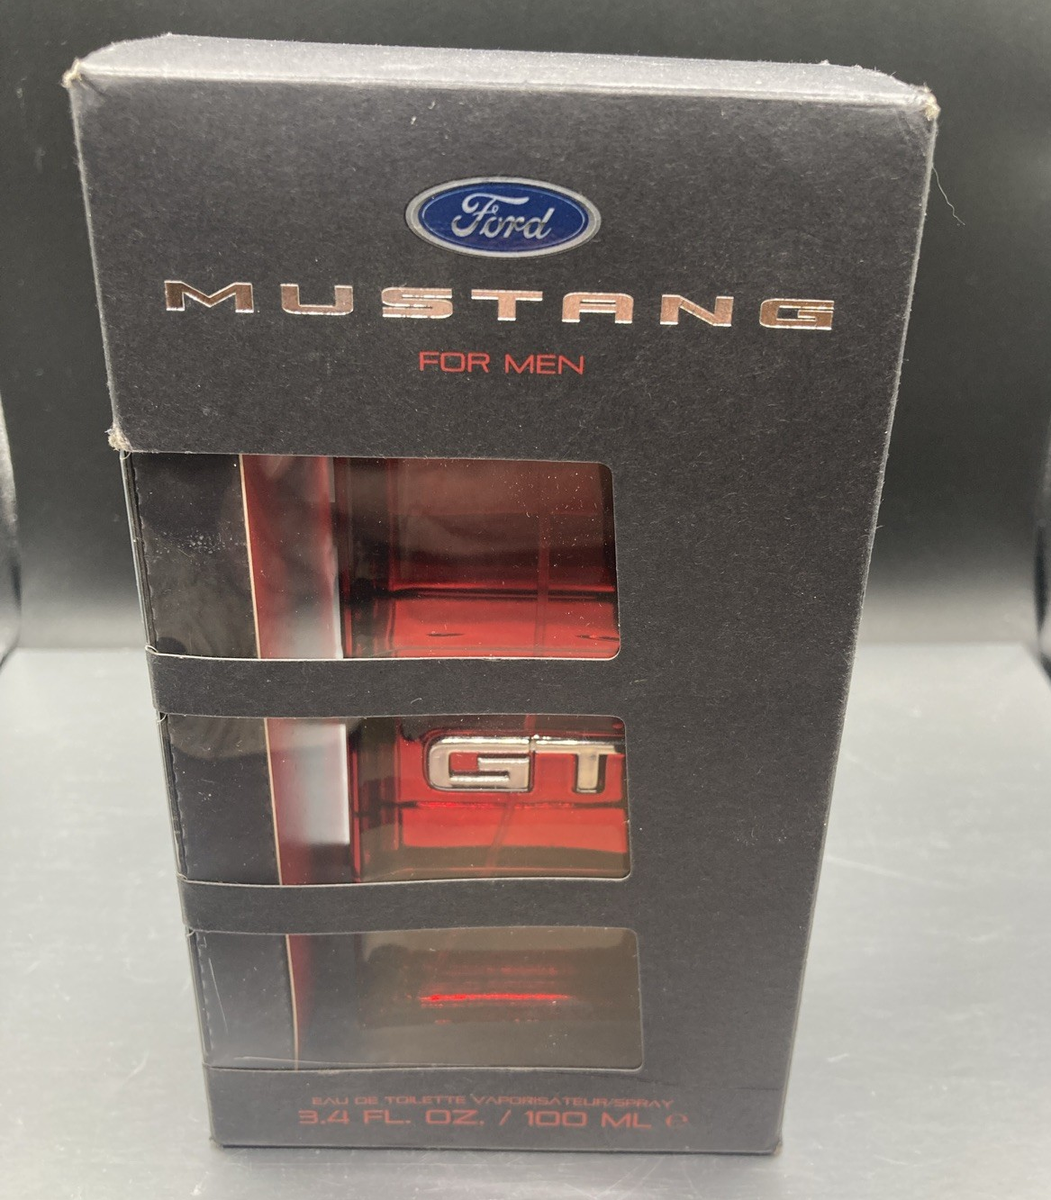 Ford
MUSTANG
FOR MEN
GT
EAU DE TOILETTE VAPORISATEUR/SPRAY
3.4 FL. OZ. / 100 ML ℮